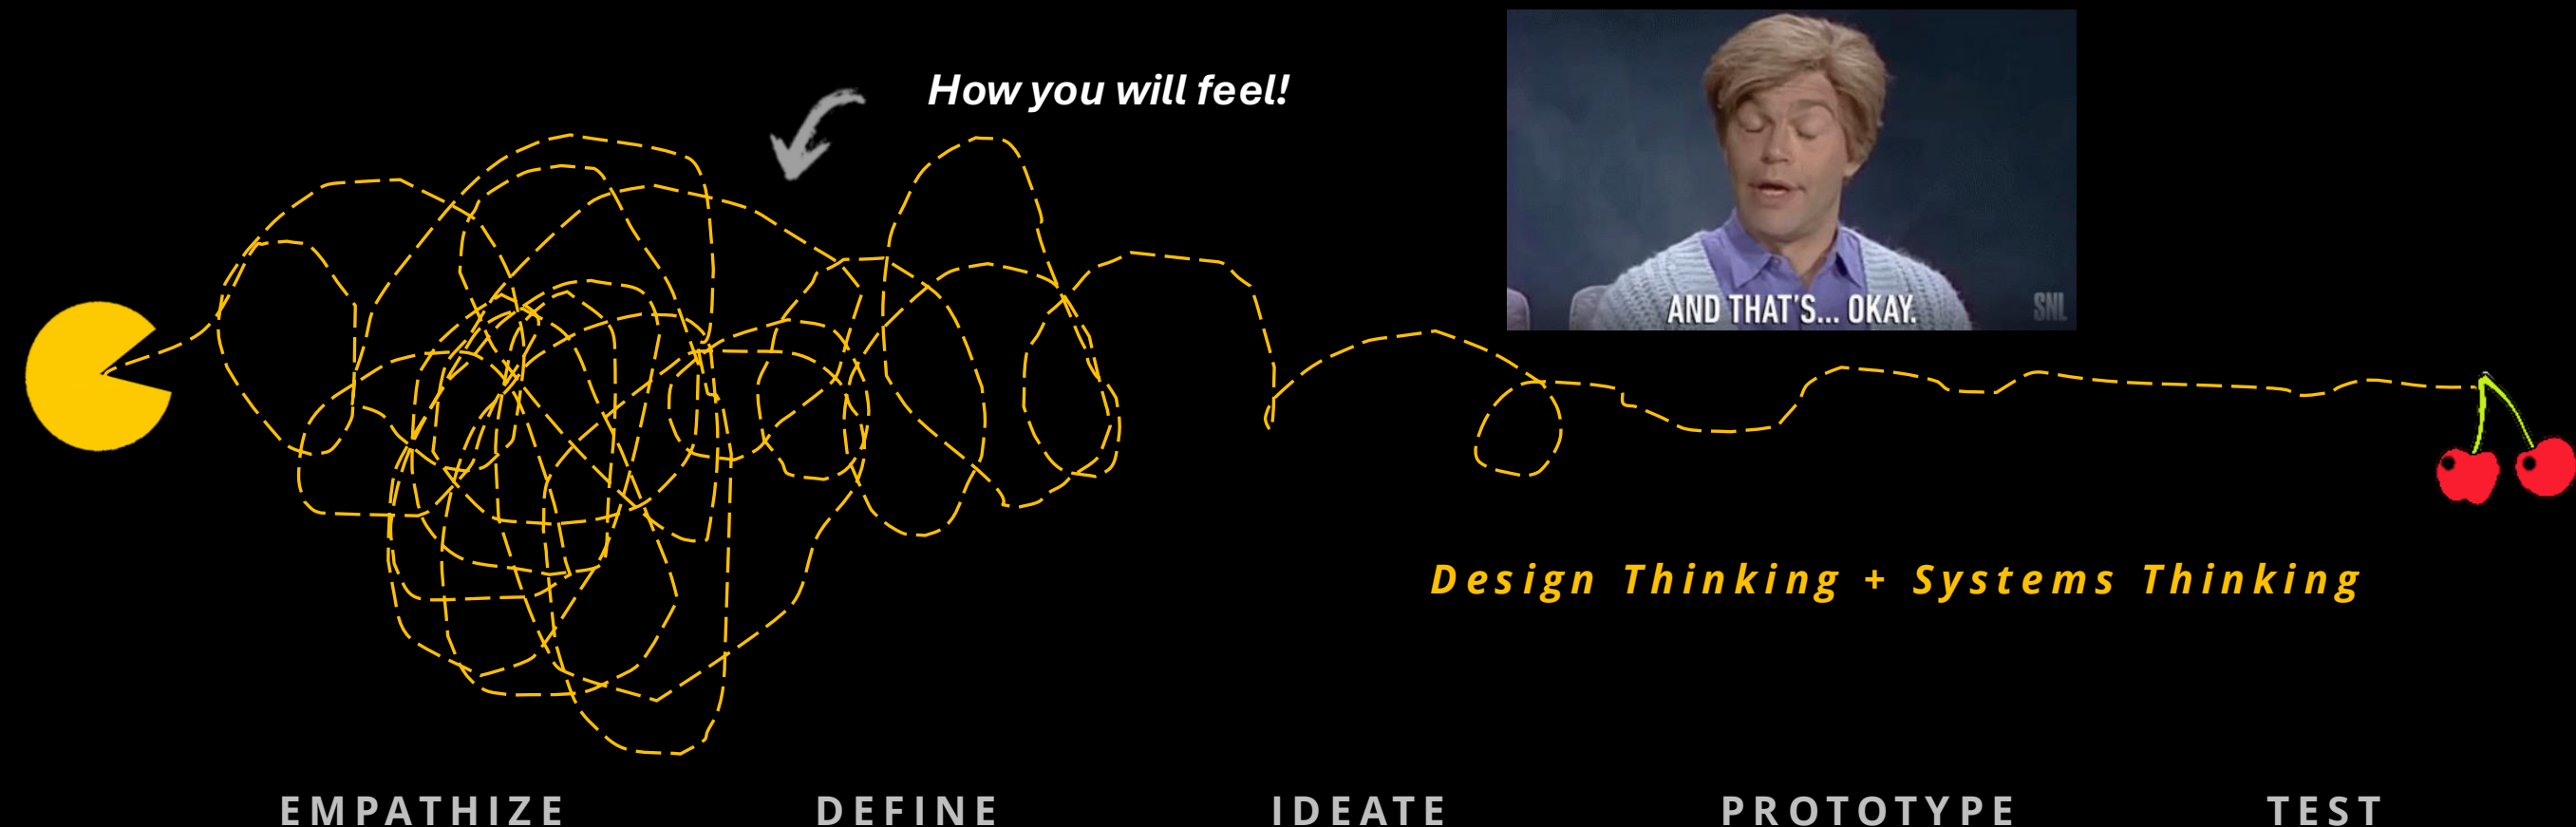 How you will feel!
AND THAT'S... OKAY.
SNL
Design Thinking + Systems Thinking
EMPATHIZE
DEFINE
IDEATE
PROTOTYPE
TEST